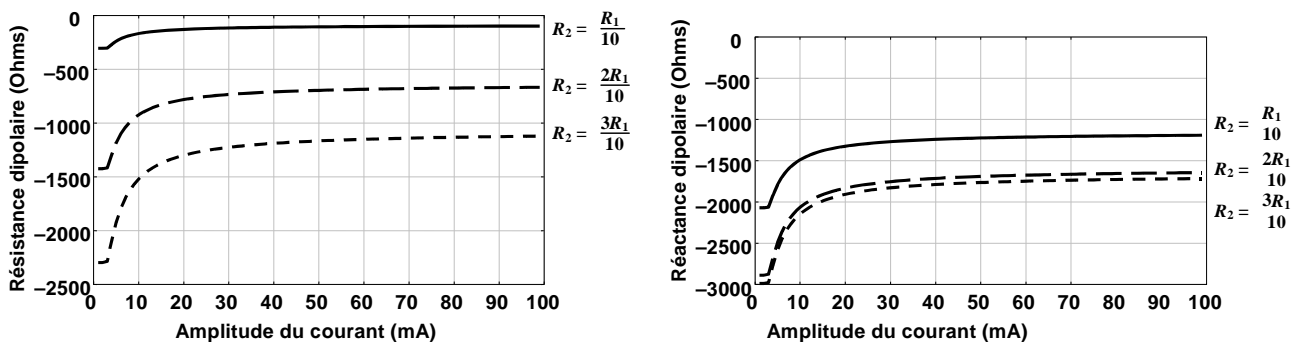 Résistance dipolaire (Ohms)
0
−500
−1000
−1500
−2000
−2500
0 10 20 30 40 50 60 70 80 90 100
Amplitude du courant (mA)
R₂ = R₁/10
R₂ = 2R₁/10
R₂ = 3R₁/10
Réactance dipolaire (Ohms)
0
−500
−1000
−1500
−2000
−2500
−3000
0 10 20 30 40 50 60 70 80 90 100
Amplitude du courant (mA)
R₂ = R₁/10
R₂ = 2R₁/10
R₂ = 3R₁/10